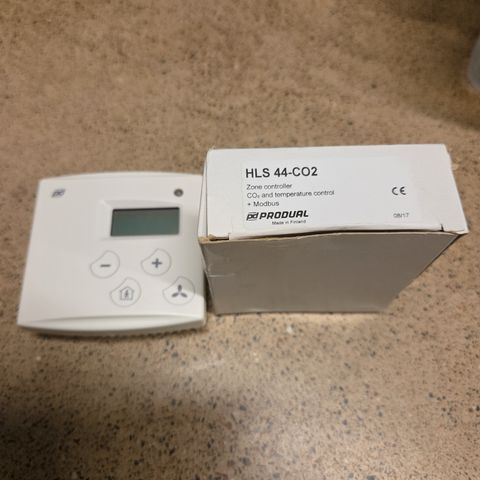 HLS 44-CO2
Zone controller
CO₂ and temperature control
+ Modbus
PRODUAL
Made in Finland
CE
08/17
− +